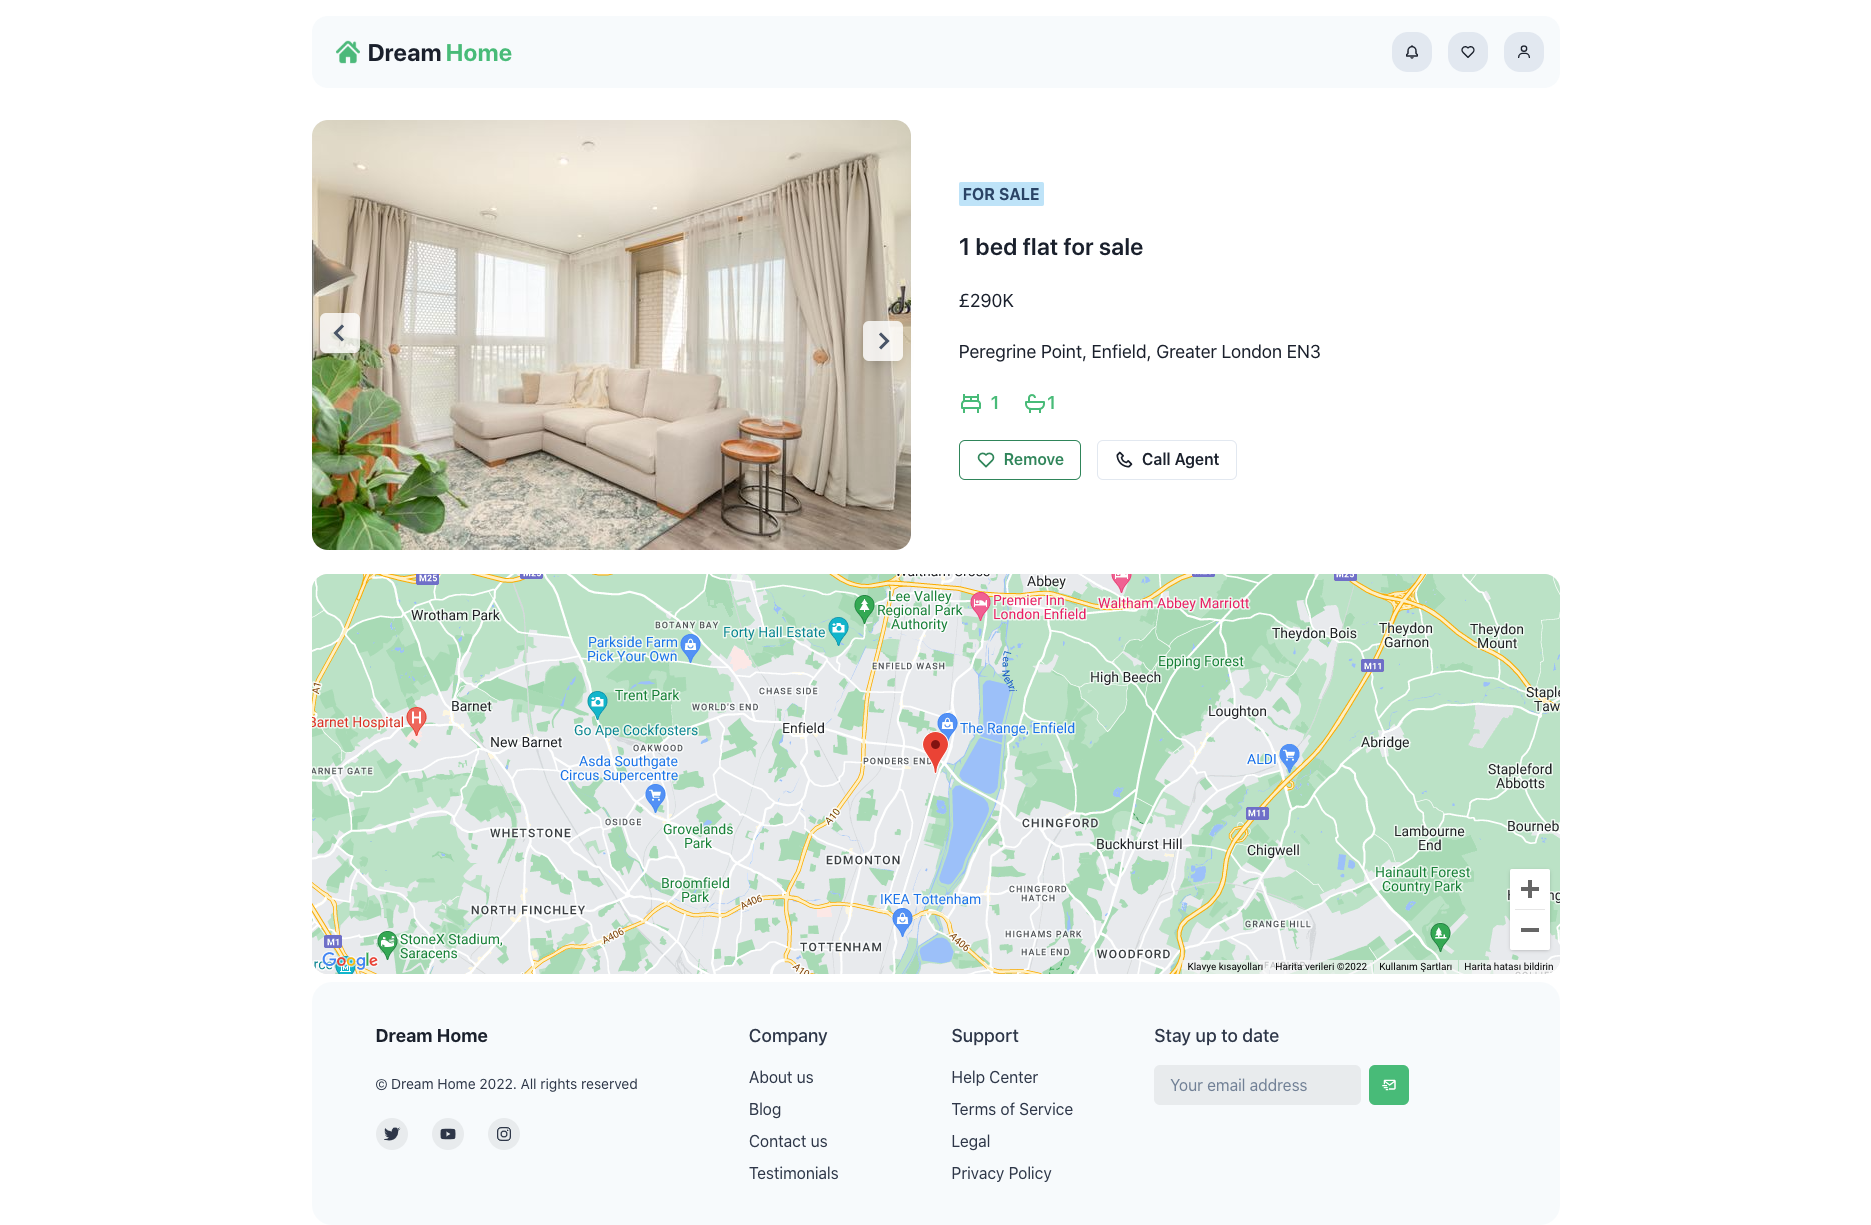 Dream Home
FOR SALE
1 bed flat for sale
£290K
Peregrine Point, Enfield, Greater London EN3
1 1
Remove
Call Agent
M25
Abbey
Wrotham Park
BOTANY BAY
Forty Hall Estate
Lee Valley
Regional Park
Authority
Premier Inn
London Enfield
Waltham Abbey Marriott
Parkside Farm
Pick Your Own
Theydon Bois
Theydon
Garnon
Theydon
Mount
ENFIELD WASH
Lea Nehri
Epping Forest
M11
High Beech
A1
Trent Park
CHASE SIDE
WORLD'S END
Barnet
Barnet Hospital
Go Ape Cockfosters
Enfield
The Range, Enfield
Loughton
New Barnet
OAKWOOD
Asda Southgate
Circus Supercentre
PONDERS END
ALDI
Abridge
Stapleford
Abbotts
ARNET GATE
OSIDGE
A10
M11
WHETSTONE
Grovelands
Park
CHINGFORD
Buckhurst Hill
Lambourne
End
Chigwell
EDMONTON
Broomfield
Park
Hainault Forest
Country Park
NORTH FINCHLEY
A406
IKEA Tottenham
CHINGFORD
HATCH
GRANGE HILL
M1
StoneX Stadium,
Saracens
A406
TOTTENHAM
A406
HIGHAMS PARK
HALE END
WOODFORD
A10
Google
Klavye kısayolları
Harita verileri ©2022
Kullanım Şartları
Harita hatası bildirin
Dream Home
© Dream Home 2022. All rights reserved
Company
About us
Blog
Contact us
Testimonials
Support
Help Center
Terms of Service
Legal
Privacy Policy
Stay up to date
Your email address